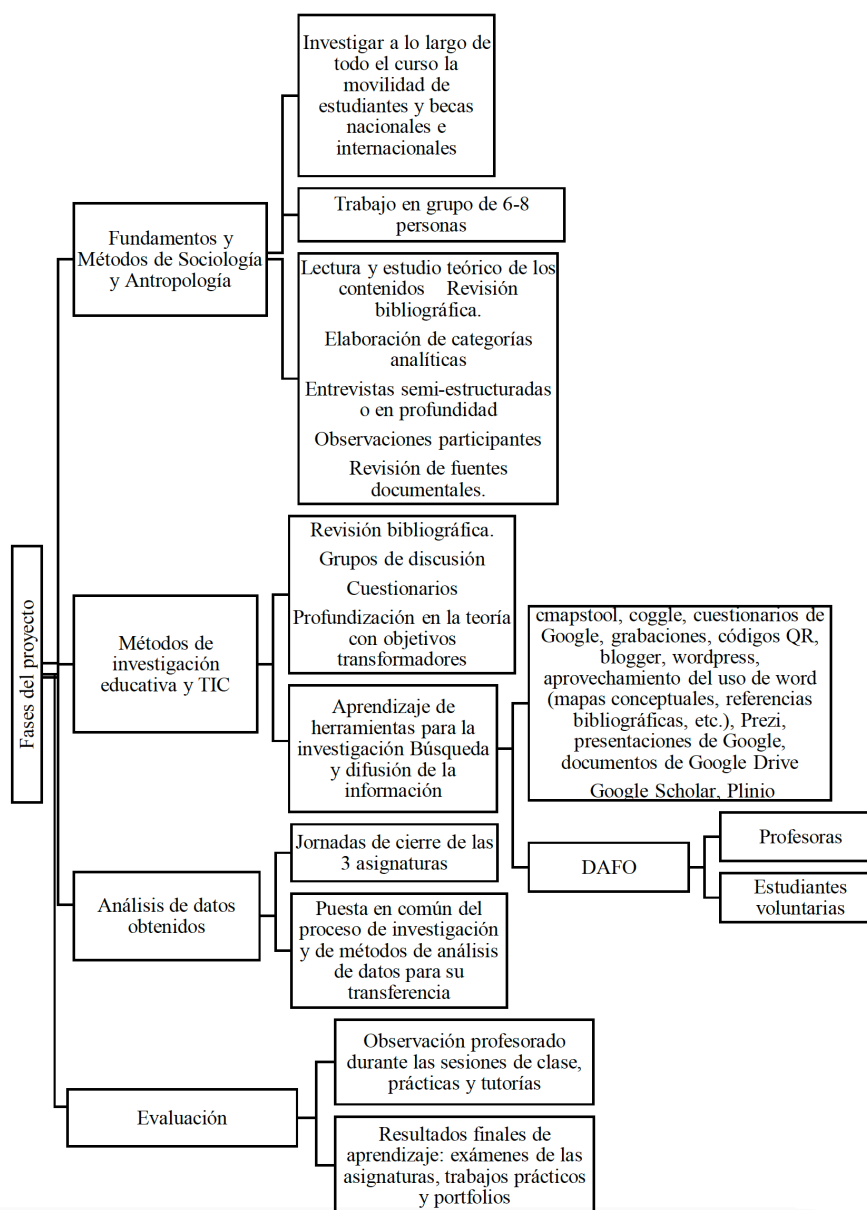 Fases del proyecto
Fundamentos y
Métodos de Sociología
y Antropología
Investigar a lo largo de
todo el curso la
movilidad de
estudiantes y becas
nacionales e
internacionales
Trabajo en grupo de 6-8
personas
Lectura y estudio teórico de los
contenidos Revisión
bibliográfica.
Elaboración de categorías
analíticas
Entrevistas semi-estructuradas
o en profundidad
Observaciones participantes
Revisión de fuentes
documentales.
Métodos de
investigación
educativa y TIC
Revisión bibliográfica.
Grupos de discusión
Cuestionarios
Profundización en la teoría
con objetivos
transformadores
Aprendizaje de
herramientas para la
investigación Búsqueda
y difusión de la
información
cmapstool, coggle, cuestionarios de
Google, grabaciones, códigos QR,
blogger, wordpress,
aprovechamiento del uso de word
(mapas conceptuales, referencias
bibliográficas, etc.), Prezi,
presentaciones de Google,
documentos de Google Drive
Google Scholar, Plinio
DAFO
Profesoras
Estudiantes
voluntarias
Análisis de datos
obtenidos
Jornadas de cierre de las
3 asignaturas
Puesta en común del
proceso de investigación
y de métodos de análisis
de datos para su
transferencia
Evaluación
Observación profesorado
durante las sesiones de clase,
prácticas y tutorías
Resultados finales de
aprendizaje: exámenes de las
asignaturas, trabajos prácticos
y portfolios